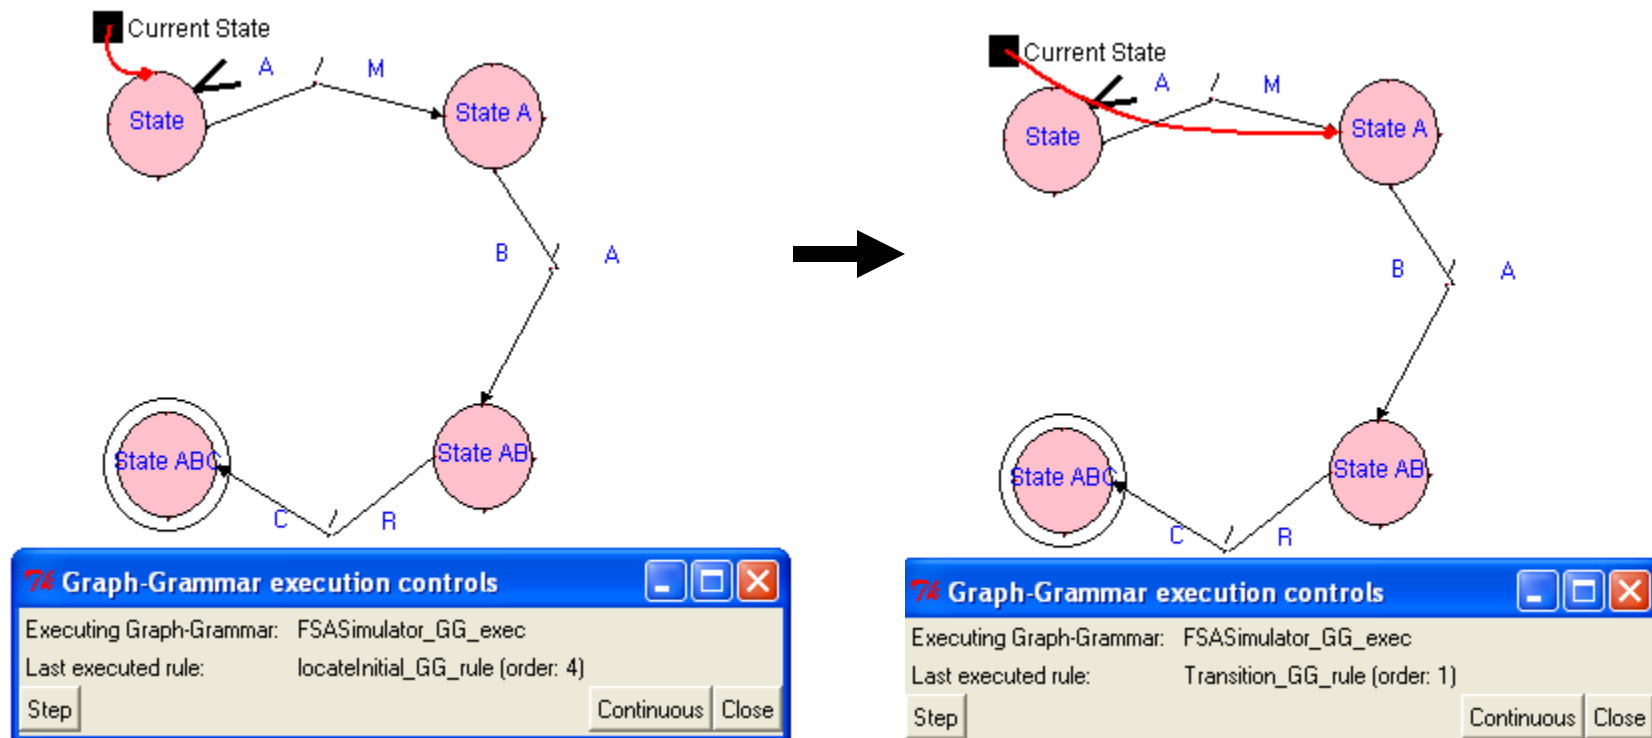 Current State
A / M
State
State A
B / A
State ABC
State AB
C / R
7% Graph-Grammar execution controls
Executing Graph-Grammar: FSASimulator_GG_exec
Last executed rule: locateInitial_GG_rule (order: 4)
Step Continuous Close
Current State
A / M
State
State A
B / A
State ABC
State AB
C / R
7% Graph-Grammar execution controls
Executing Graph-Grammar: FSASimulator_GG_exec
Last executed rule: Transition_GG_rule (order: 1)
Step Continuous Close